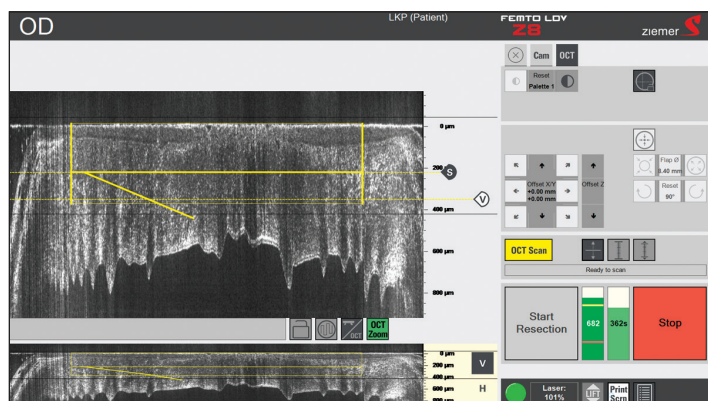 OD
LKP (Patient)
FEMTO LDV
Z8
ziemer
Cam
OCT
Reset
Palette 1
0 µm
200
S
V
400 µm
600 µm
800 µm
Offset X/Y
+0.00 mm
+0.00 mm
Offset Z
Flap Ø
8.40 mm
Reset
90°
OCT Scan
Ready to scan
Start
Resection
682
362s
Stop
OCT
OCT
Zoom
0 µm
200 µm
400 µm
600 µm
800 µm
V
H
Laser:
101%
LIFT
Print
Scrn